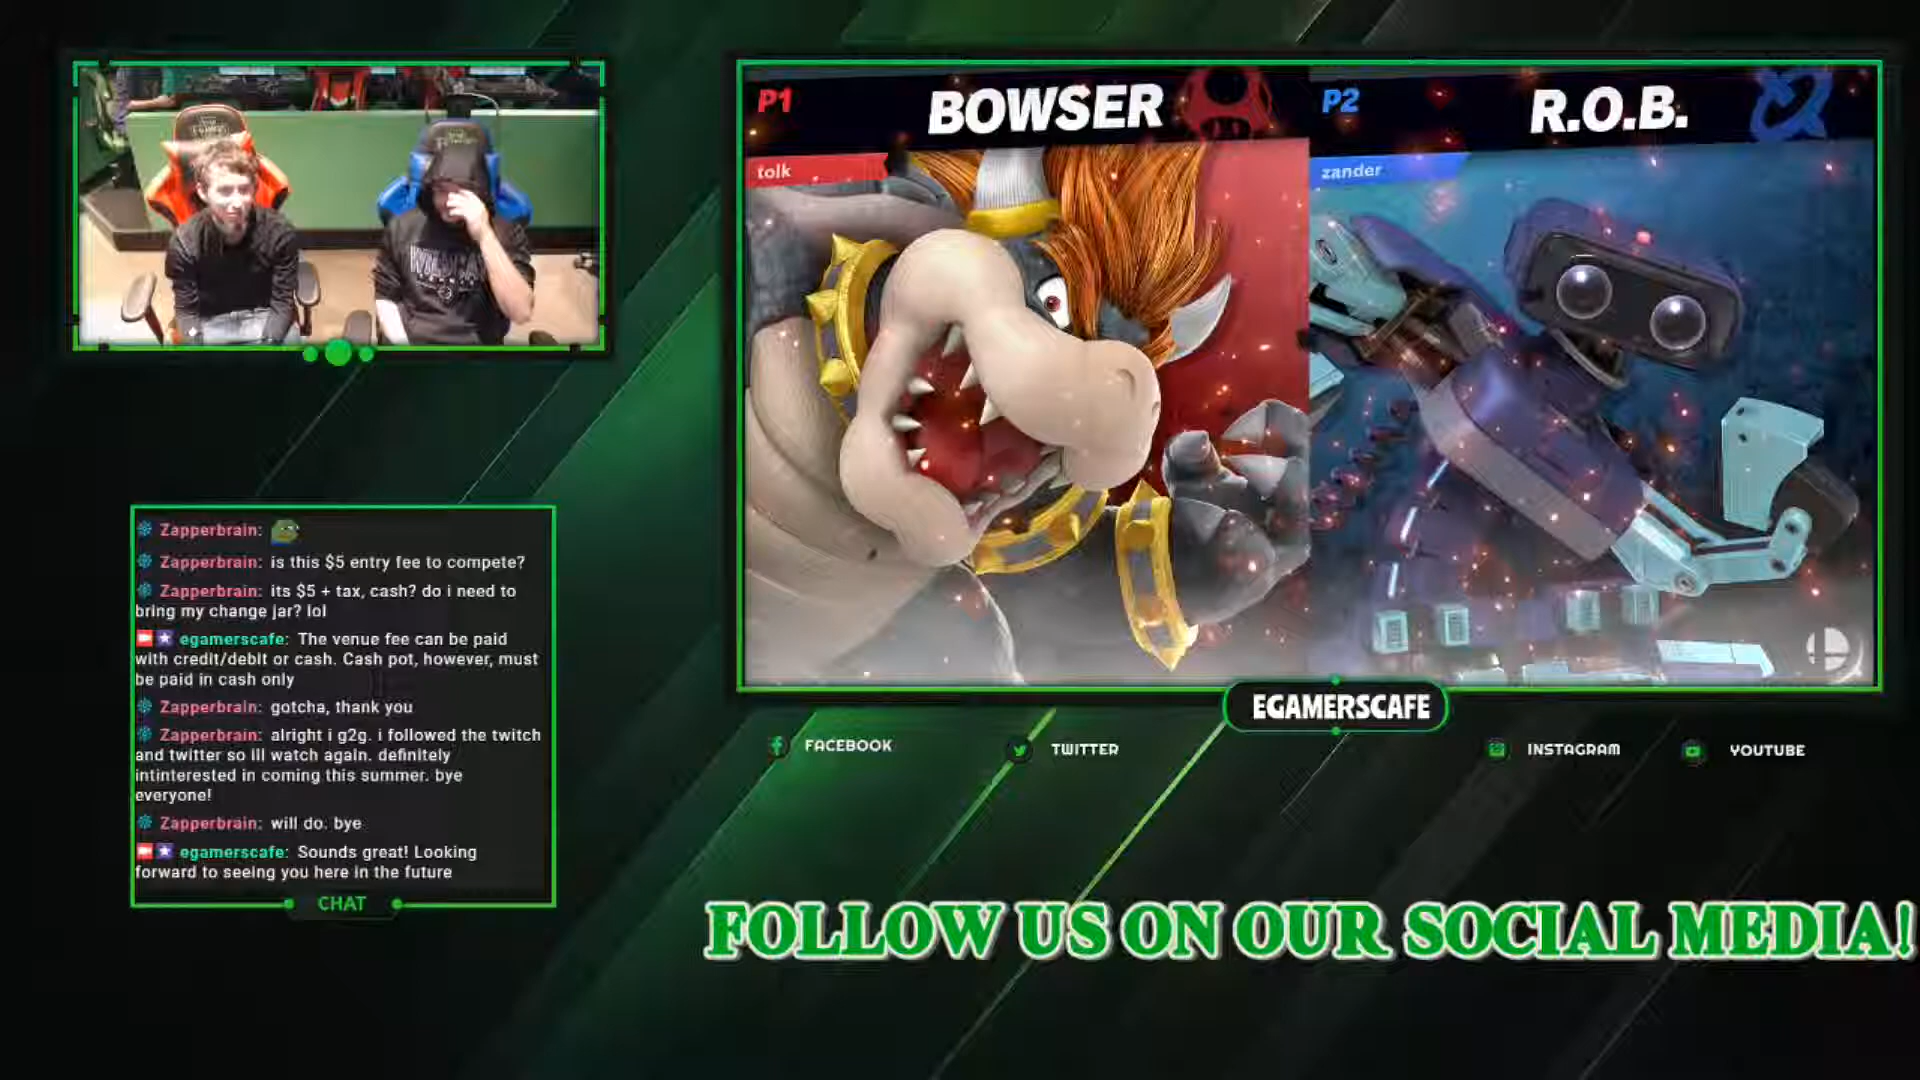 P1
BOWSER
tolk
P2
R.O.B.
zander
Zapperbrain:
Zapperbrain: is this $5 entry fee to compete?
Zapperbrain: its $5 + tax, cash? do i need to
bring my change jar? lol
egamerscafe: The venue fee can be paid
with credit/debit or cash. Cash pot, however, must
be paid in cash only
Zapperbrain: gotcha, thank you
Zapperbrain: alright i g2g. i followed the twitch
and twitter so ill watch again. definitely
intinterested in coming this summer. bye
everyone!
Zapperbrain: will do. bye
egamerscafe: Sounds great! Looking
forward to seeing you here in the future
CHAT
EGAMERSCAFE
FACEBOOK
TWITTER
INSTAGRAM
YOUTUBE
FOLLOW US ON OUR SOCIAL MEDIA!